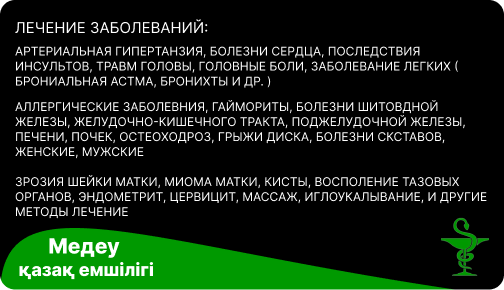 ЛЕЧЕНИЕ ЗАБОЛЕВАНИЙ:
АРТЕРИАЛЬНАЯ ГИПЕРТАНЗИЯ, БОЛЕЗНИ СЕРДЦА, ПОСЛЕДСТВИЯ
ИНСУЛЬТОВ, ТРАВМ ГОЛОВЫ, ГОЛОВНЫЕ БОЛИ, ЗАБОЛЕВАНИЕ ЛЕГКИХ (
БРОНИАЛЬНАЯ АСТМА, БРОНИХТЫ И ДР. )
АЛЛЕРГИЧЕСКИЕ ЗАБОЛЕВНИЯ, ГАЙМОРИТЫ, БОЛЕЗНИ ШИТОВДНОЙ
ЖЕЛЕЗЫ, ЖЕЛУДОЧНО-КИШЕЧНОГО ТРАКТА, ПОДЖЕЛУДОЧНОЙ ЖЕЛЕЗЫ,
ПЕЧЕНИ, ПОЧЕК, ОСТЕОХОДРОЗ, ГРЫЖИ ДИСКА, БОЛЕЗНИ СКСТАВОВ,
ЖЕНСКИЕ, МУЖСКИЕ
ЗРОЗИЯ ШЕЙКИ МАТКИ, МИОМА МАТКИ, КИСТЫ, ВОСПОЛЕНИЕ ТАЗОВЫХ
ОРГАНОВ, ЭНДОМЕТРИТ, ЦЕРВИЦИТ, МАССАЖ, ИГЛОУКАЛЫВАНИЕ, И ДРУГИЕ
МЕТОДЫ ЛЕЧЕНИЕ
Медеу
қазақ емшілігі